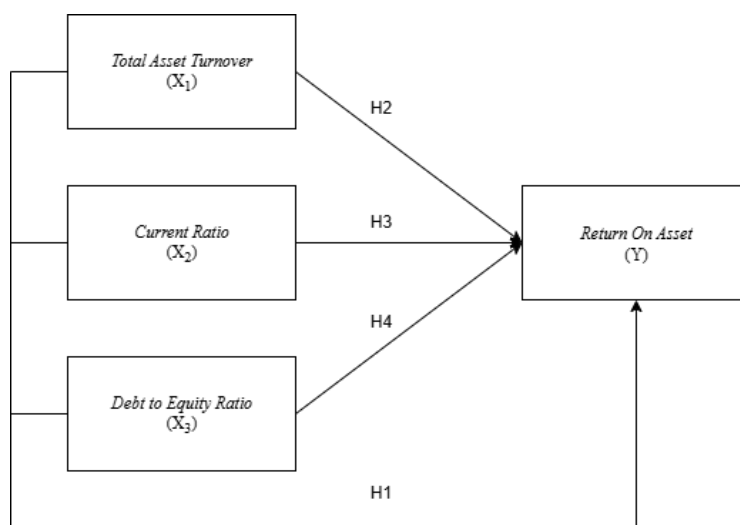 Total Asset Turnover
(X₁)
H2
Current Ratio
(X₂)
H3
Return On Asset
(Y)
H4
Debt to Equity Ratio
(X₃)
H1